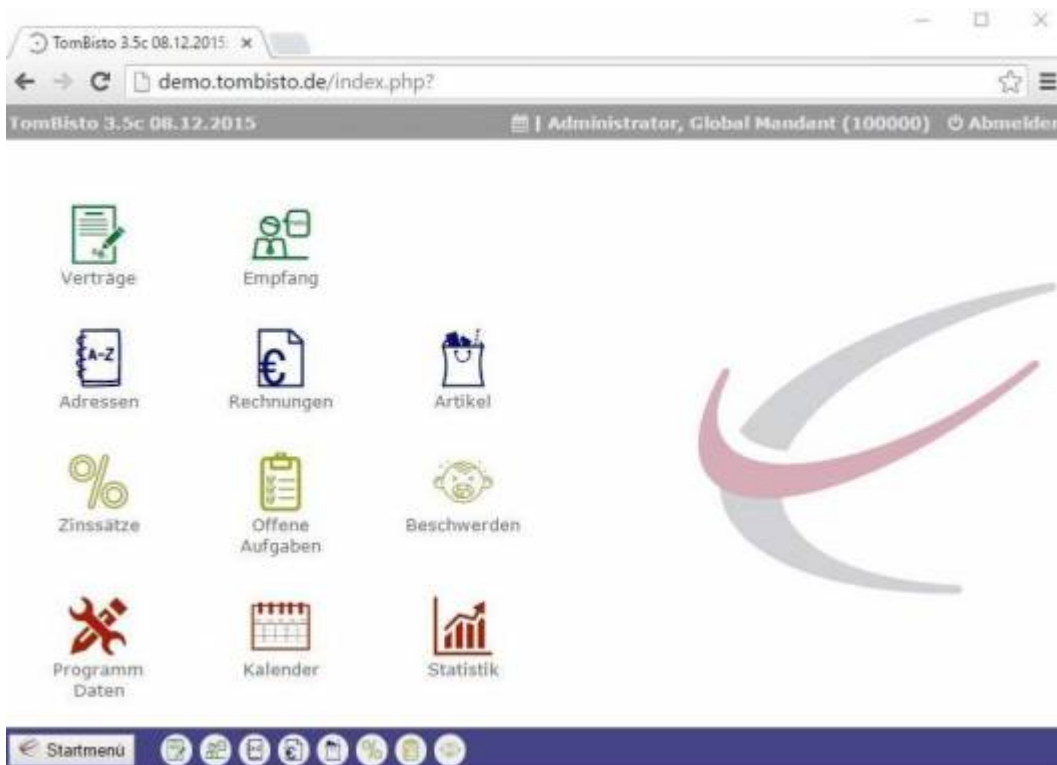 TomBisto 3.5c 08.12.2015:
demo.tombisto.de/index.php?
TomBisto 3.5c 08.12.2015
| Administrator, Global Mandant (100000) Abmelden
Verträge
Empfang
A-Z
€
Adressen
Rechnungen
Artikel
%
Zinssätze
Offene
Aufgaben
Beschwerden
Programm
Daten
Kalender
Statistik
Startmenü